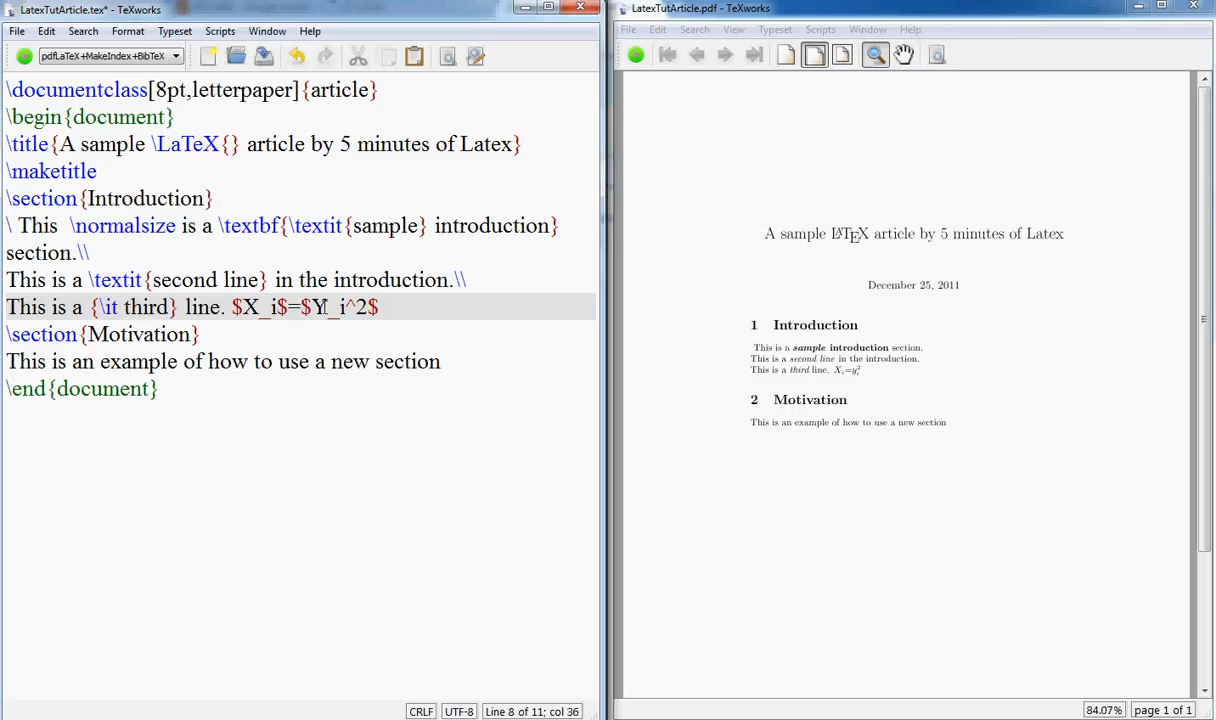 LatexTutArticle.tex* - TeXworks
File Edit Search Format Typeset Scripts Window Help
pdfLaTeX+MakeIndex+BibTeX
\documentclass[8pt,letterpaper]{article}
\begin{document}
\title{A sample \LaTeX{} article by 5 minutes of Latex}
\maketitle
\section{Introduction}
\ This \normalsize is a \textbf{\textit{sample} introduction}
section.\\
This is a \textit{second line} in the introduction.\\
This is a {\it third} line. $X_i$=$Y_i^2$
\section{Motivation}
This is an example of how to use a new section
\end{document}
CRLF UTF-8 Line 8 of 11; col 36
LatexTutArticle.pdf - TeXworks
File Edit Search View Typeset Scripts Window Help
A sample LATEX article by 5 minutes of Latex
December 25, 2011
1 Introduction
This is a sample introduction section.
This is a second line in the introduction.
This is a third line. Xᵢ=yᵢ²
2 Motivation
This is an example of how to use a new section
84.07% page 1 of 1